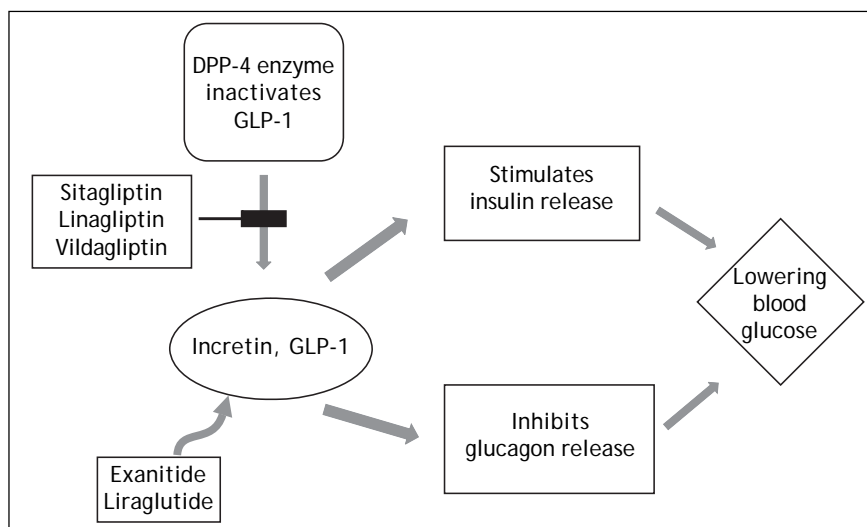 DPP-4 enzyme
inactivates
GLP-1
Sitagliptin
Linagliptin
Vildagliptin
Stimulates
insulin release
Lowering
blood
glucose
Incretin, GLP-1
Inhibits
glucagon release
Exanitide
Liraglutide